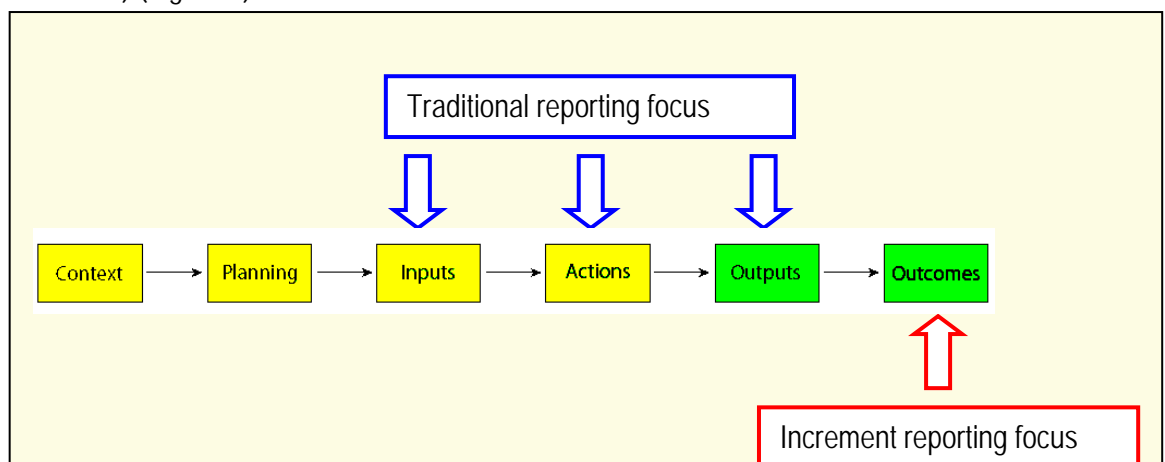 Traditional reporting focus
Context Planning Inputs Actions Outputs Outcomes
Increment reporting focus